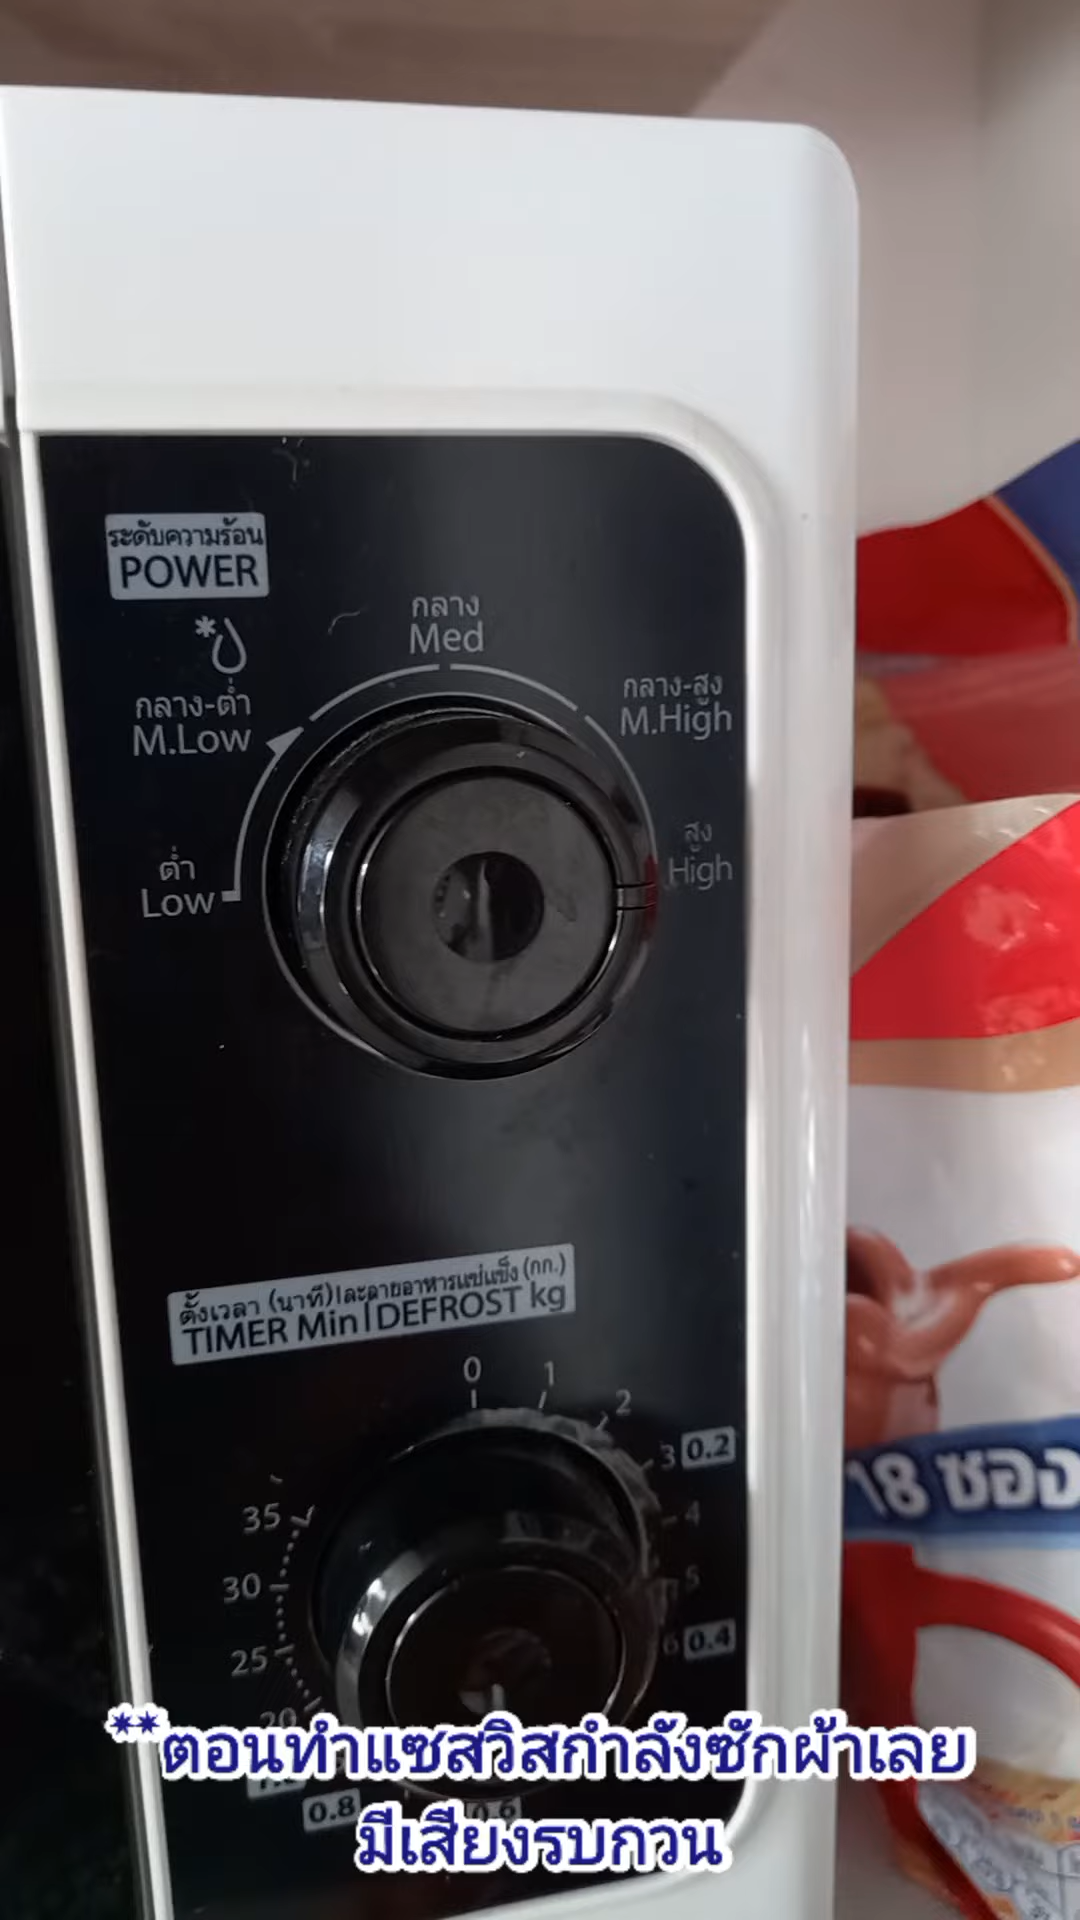 ระดับความร้อน
POWER
กลาง
Med
กลาง-ต่ำ
M.Low
กลาง-สูง
M.High
ต่ำ
Low
สูง
High
ตั้งเวลา (นาที)|ละลายอาหารแช่แข็ง (กก.)
TIMER Min|DEFROST kg
0
1
2
3 0.2
4
5
6 0.4
35
30
25
20
0.8
0.6
18 ซอง
**ตอนทำแซสวิสกำลังซักผ้าเลย
มีเสียงรบกวน